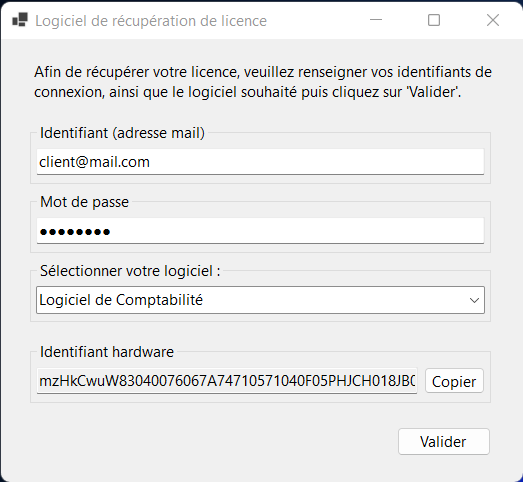 Logiciel de récupération de licence
Afin de récupérer votre licence, veuillez renseigner vos identifiants de
connexion, ainsi que le logiciel souhaité puis cliquez sur 'Valider'.
Identifiant (adresse mail)
client@mail.com
Mot de passe
●●●●●●●●
Sélectionner votre logiciel :
Logiciel de Comptabilité
Identifiant hardware
mzHkCwuW83040076067A74710571040F05PHJCH018JB0
Copier
Valider